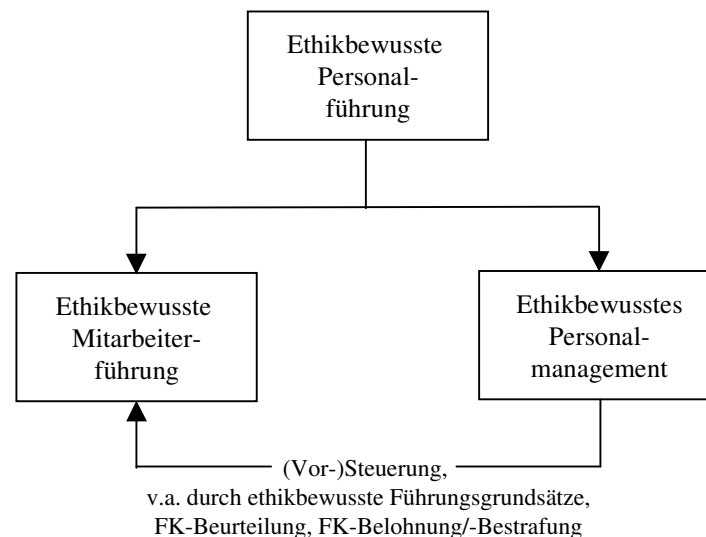 Ethikbewusste
Personal-
führung
Ethikbewusste
Mitarbeiter-
führung
Ethikbewusstes
Personal-
management
(Vor-)Steuerung,
v.a. durch ethikbewusste Führungsgrundsätze,
FK-Beurteilung, FK-Belohnung/-Bestrafung